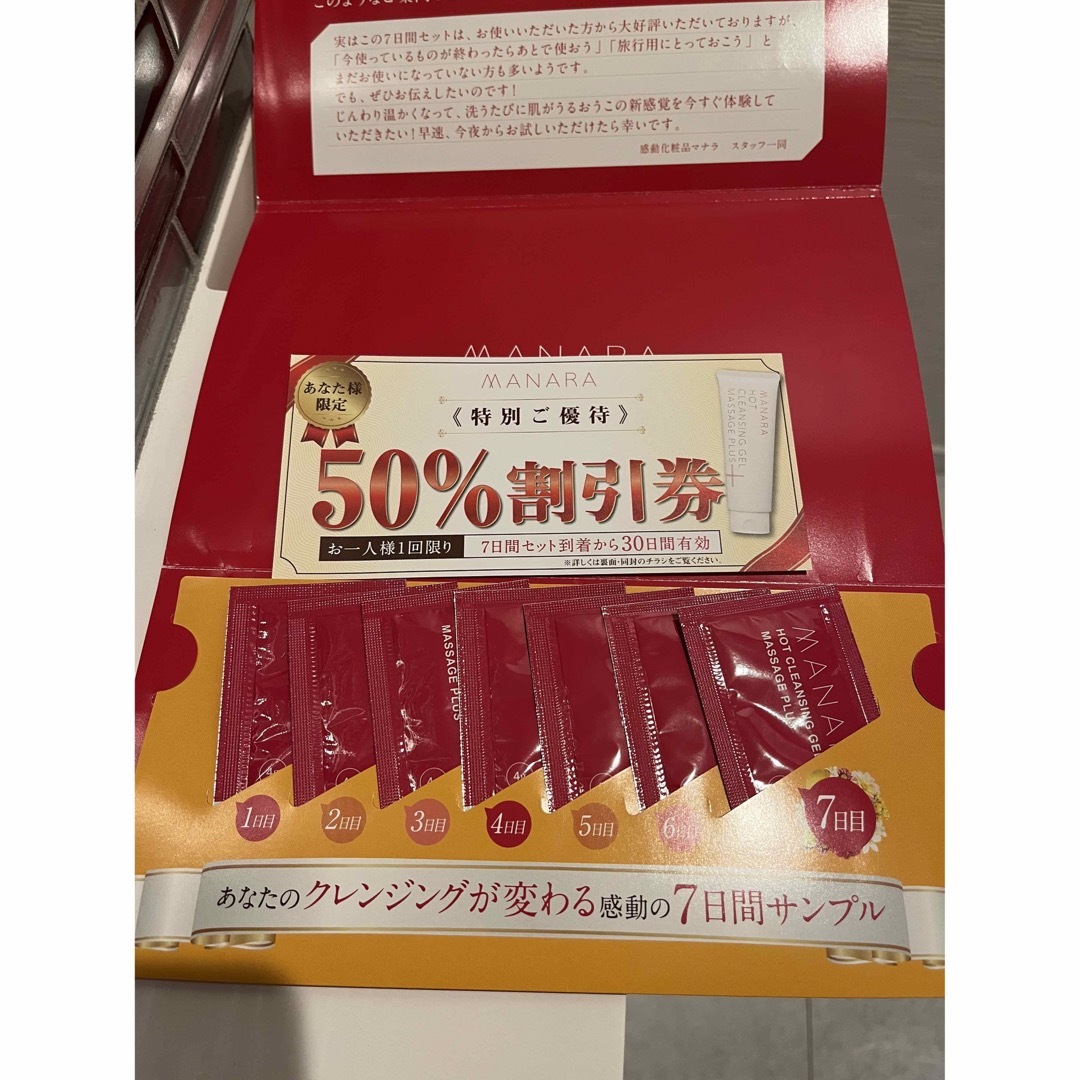 このようなご案内
実はこの7日間セットは、お使いいただいた方から大好評いただいておりますが、
「今使っているものが終わったらあとで使おう」「旅行用にとっておこう」と
まだお使いになっていない方も多いようです。
でも、ぜひお伝えしたいのです！
じんわり温かくなって、洗うたびに肌がうるおうこの新感覚を今すぐ体験して
いただきたい！早速、今夜からお試しいただけたら幸いです。
感動化粧品マナラ スタッフ一同
MANARA
MANARA
あなた様
限定
《特別ご優待》
50%割引券
お一人様1回限り
7日間セット到着から30日間有効
※詳しくは裏面・同封のチラシをご覧ください。
MANARA
HOT
CLEANSING GEL
MASSAGE PLUS
MASSAGE PLUS
MANA
HOT CLEANSING GEL
MASSAGE PLU
1日目
2日目
3日目
4日目
5日目
6日目
7日目
あなたのクレンジングが変わる感動の7日間サンプル